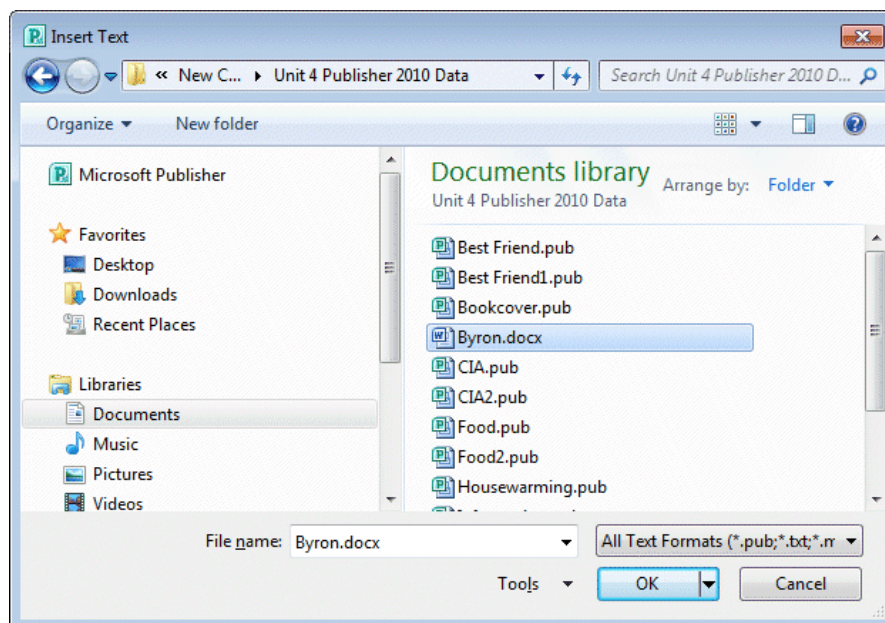 Insert Text
« New C... Unit 4 Publisher 2010 Data
Search Unit 4 Publisher 2010 D...
Organize
New folder
Microsoft Publisher
Favorites
Desktop
Downloads
Recent Places
Libraries
Documents
Music
Pictures
Videos
Documents library
Unit 4 Publisher 2010 Data
Arrange by: Folder
Best Friend.pub
Best Friend1.pub
Bookcover.pub
Byron.docx
CIA.pub
CIA2.pub
Food.pub
Food2.pub
Housewarming.pub
File name: Byron.docx
All Text Formats (*.pub;*.txt;*.m
Tools
OK
Cancel